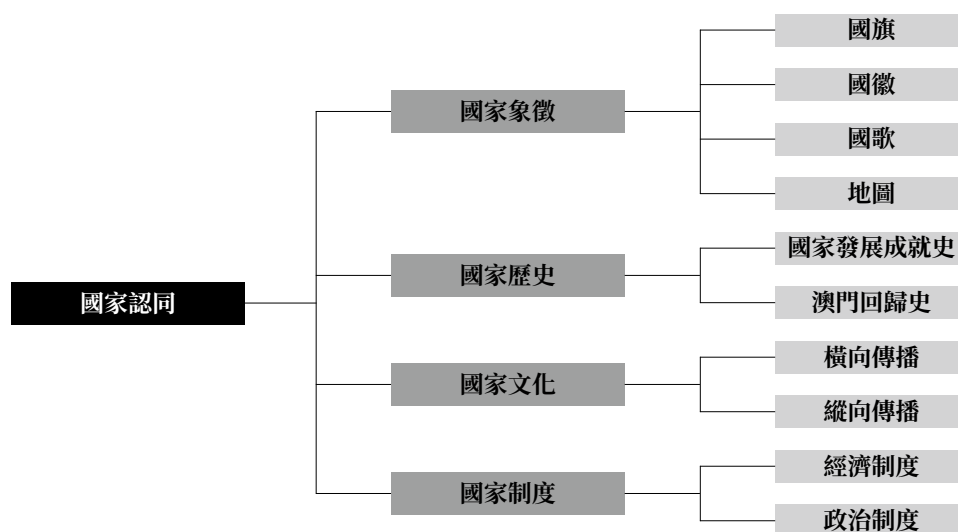 國家認同
國家象徵
國旗
國徽
國歌
地圖
國家歷史
國家發展成就史
澳門回歸史
國家文化
橫向傳播
縱向傳播
國家制度
經濟制度
政治制度